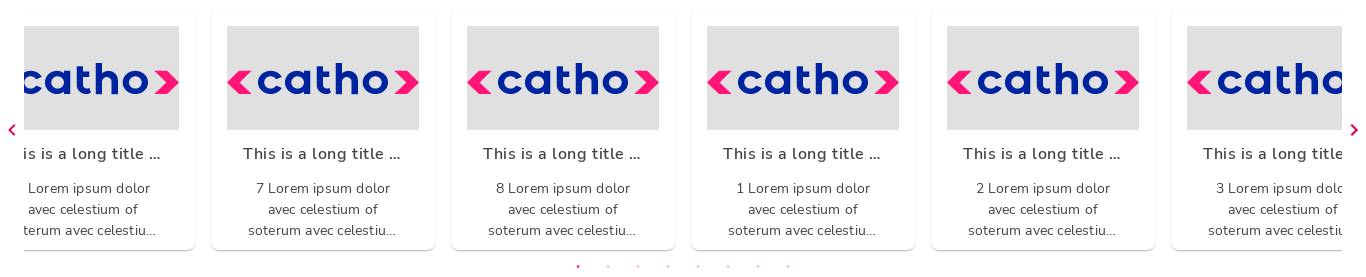 catho
is is a long title ...
Lorem ipsum dolor
avec celestium of
terum avec celestiu...
catho
This is a long title ...
7 Lorem ipsum dolor
avec celestium of
soterum avec celestiu...
catho
This is a long title ...
8 Lorem ipsum dolor
avec celestium of
soterum avec celestiu...
catho
This is a long title ...
1 Lorem ipsum dolor
avec celestium of
soterum avec celestiu...
catho
This is a long title ...
2 Lorem ipsum dolor
avec celestium of
soterum avec celestiu...
catho
This is a long title
3 Lorem ipsum dolo
avec celestium of
soterum avec celestiu